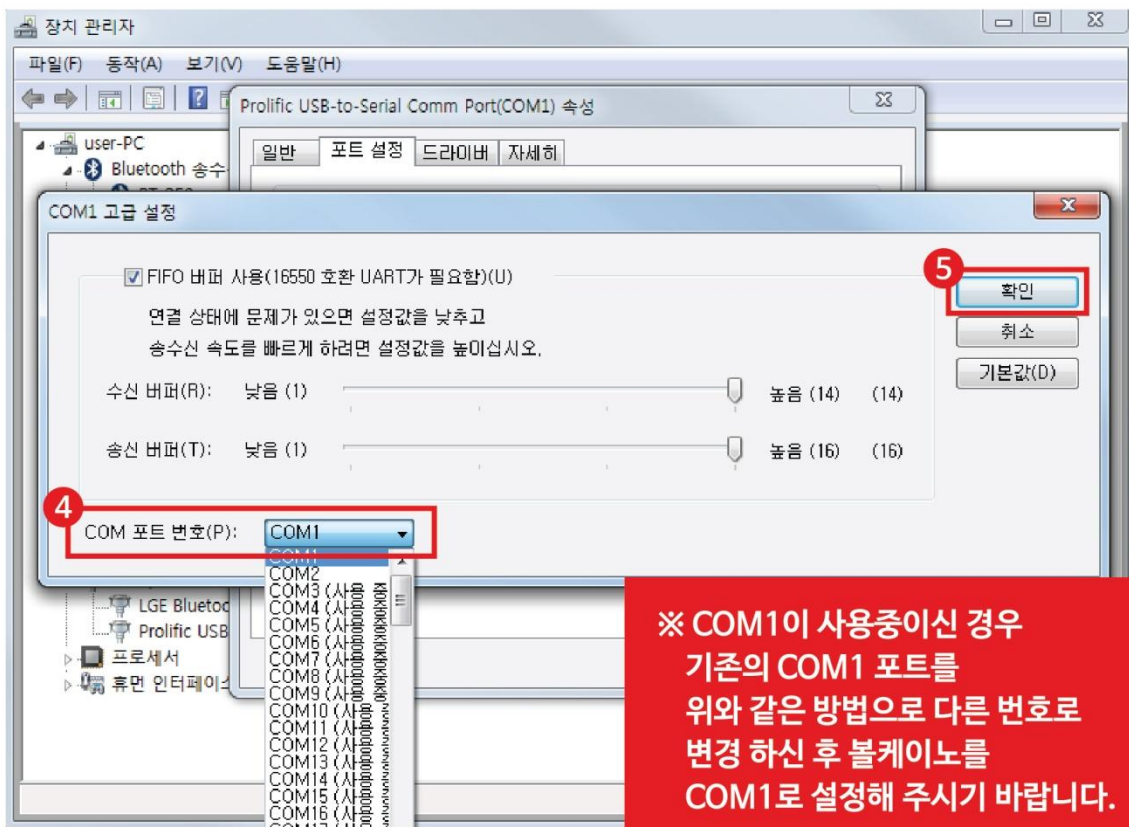 장치 관리자
파일(F) 동작(A) 보기(V) 도움말(H)
Prolific USB-to-Serial Comm Port(COM1) 속성
user-PC
일반 포트 설정 드라이버 자세히
Bluetooth 송수
COM1 고급 설정
FIFO 버퍼 사용(16550 호환 UART가 필요함)(U)
5
확인
연결 상태에 문제가 있으면 설정값을 낮추고
취소
송수신 속도를 빠르게 하려면 설정값을 높이십시오.
기본값(D)
수신 버퍼(R): 낮음 (1) 높음 (14) (14)
송신 버퍼(T): 낮음 (1) 높음 (16) (16)
4
COM 포트 번호(P): COM1
COM1
COM2
COM3 (사용 중
COM4 (사용 중
LGE Bluetoo
COM5 (사용 중
Prolific USB
COM6 (사용 중
프로세서
COM7 (사용 중
COM8 (사용 중
휴먼 인터페이스
COM9 (사용 중
COM10 (사용
COM11 (사용
COM12 (사용
COM13 (사용
COM14 (사용
COM15 (사용
COM16 (사용
※ COM1이 사용중이신 경우
기존의 COM1 포트를
위와 같은 방법으로 다른 번호로
변경 하신 후 볼케이노를
COM1로 설정해 주시기 바랍니다.